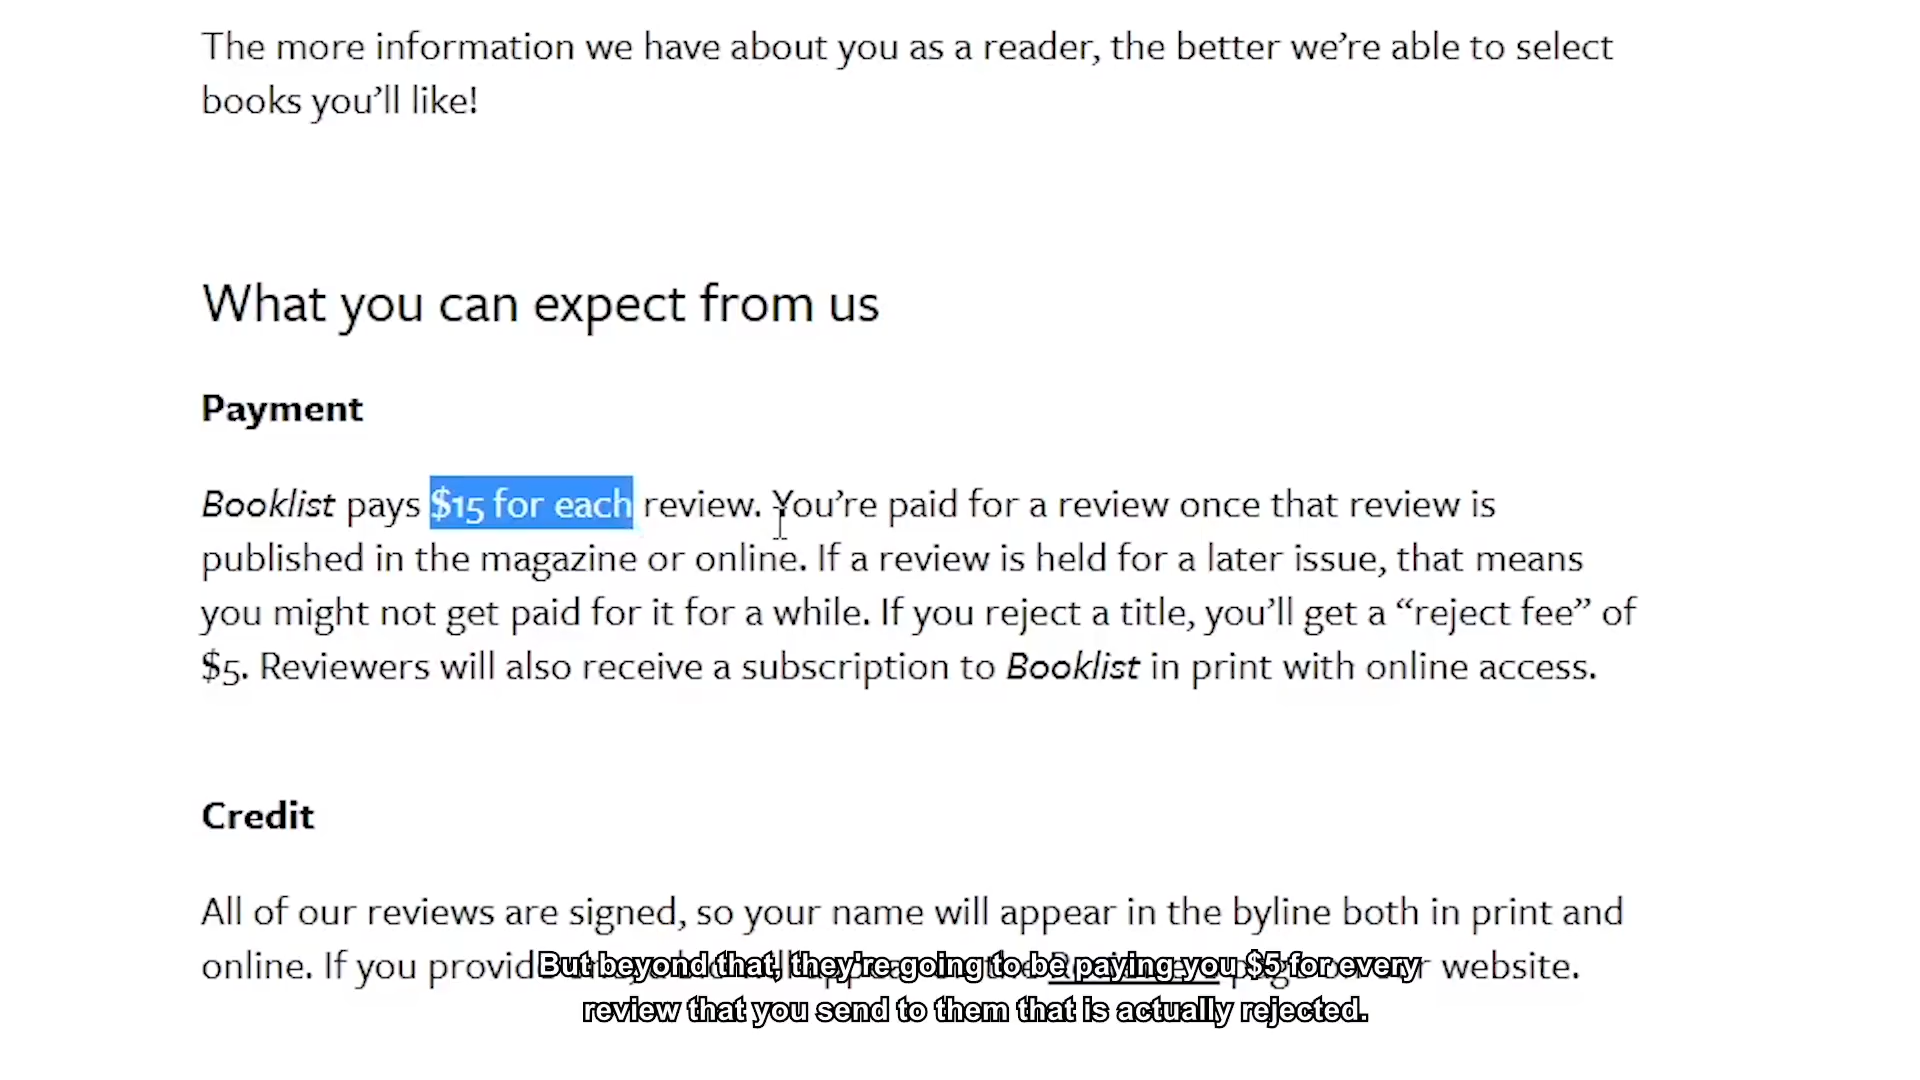 The more information we have about you as a reader, the better we’re able to select
books you’ll like!
What you can expect from us
Payment
Booklist pays $15 for each review. You’re paid for a review once that review is
published in the magazine or online. If a review is held for a later issue, that means
you might not get paid for it for a while. If you reject a title, you’ll get a “reject fee” of
$5. Reviewers will also receive a subscription to Booklist in print with online access.
Credit
All of our reviews are signed, so your name will appear in the byline both in print and
online. If you website.
But beyond that, they're going to be paying you $5 for every
review that you send to them that is actually rejected.